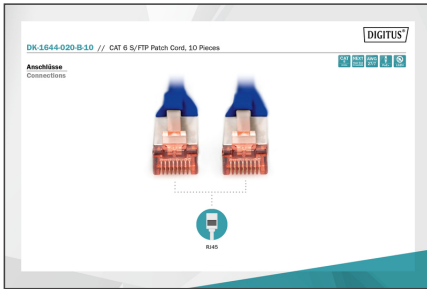 DIGITUS®
DK-1644-020-B-10 // CAT 6 S/FTP Patch Cord, 10 Pieces
Anschlüsse
Connections
RJ45